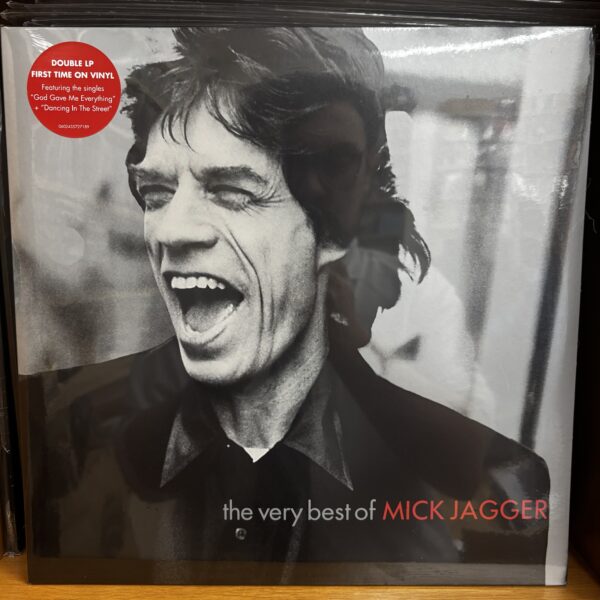 DOUBLE LP
FIRST TIME ON VINYL
Featuring the singles
"God Gave Me Everything"
+ "Dancing In The Street"
the very best of MICK JAGGER